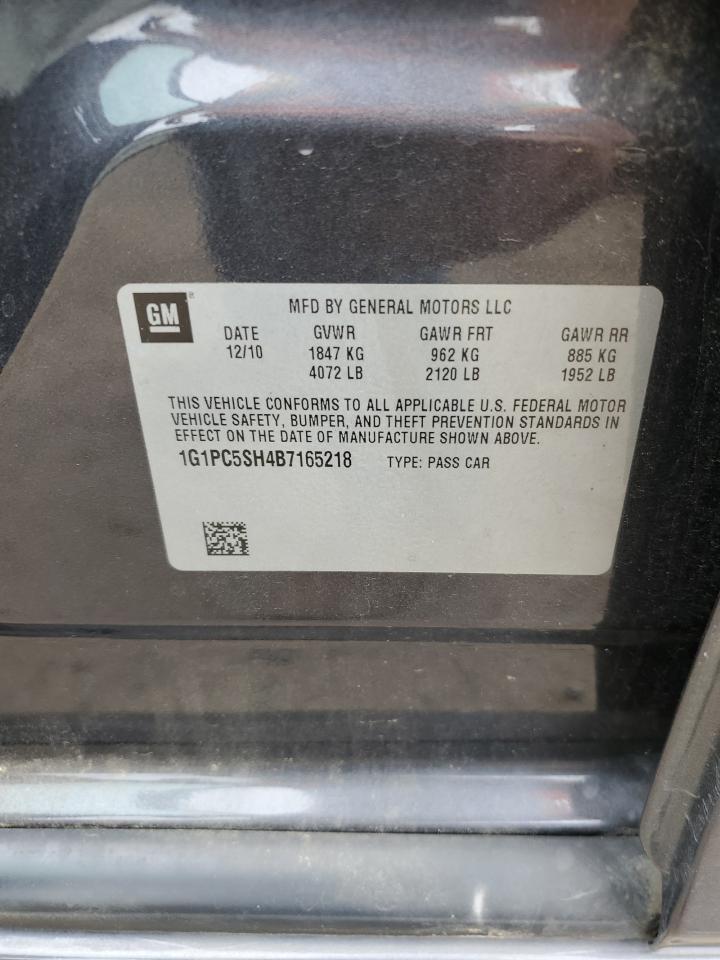 GM ®
MFD BY GENERAL MOTORS LLC
DATE GVWR GAWR FRT GAWR RR
12/10 1847 KG 962 KG 885 KG
4072 LB 2120 LB 1952 LB
THIS VEHICLE CONFORMS TO ALL APPLICABLE U.S. FEDERAL MOTOR
VEHICLE SAFETY, BUMPER, AND THEFT PREVENTION STANDARDS IN
EFFECT ON THE DATE OF MANUFACTURE SHOWN ABOVE.
1G1PC5SH4B7165218 TYPE: PASS CAR